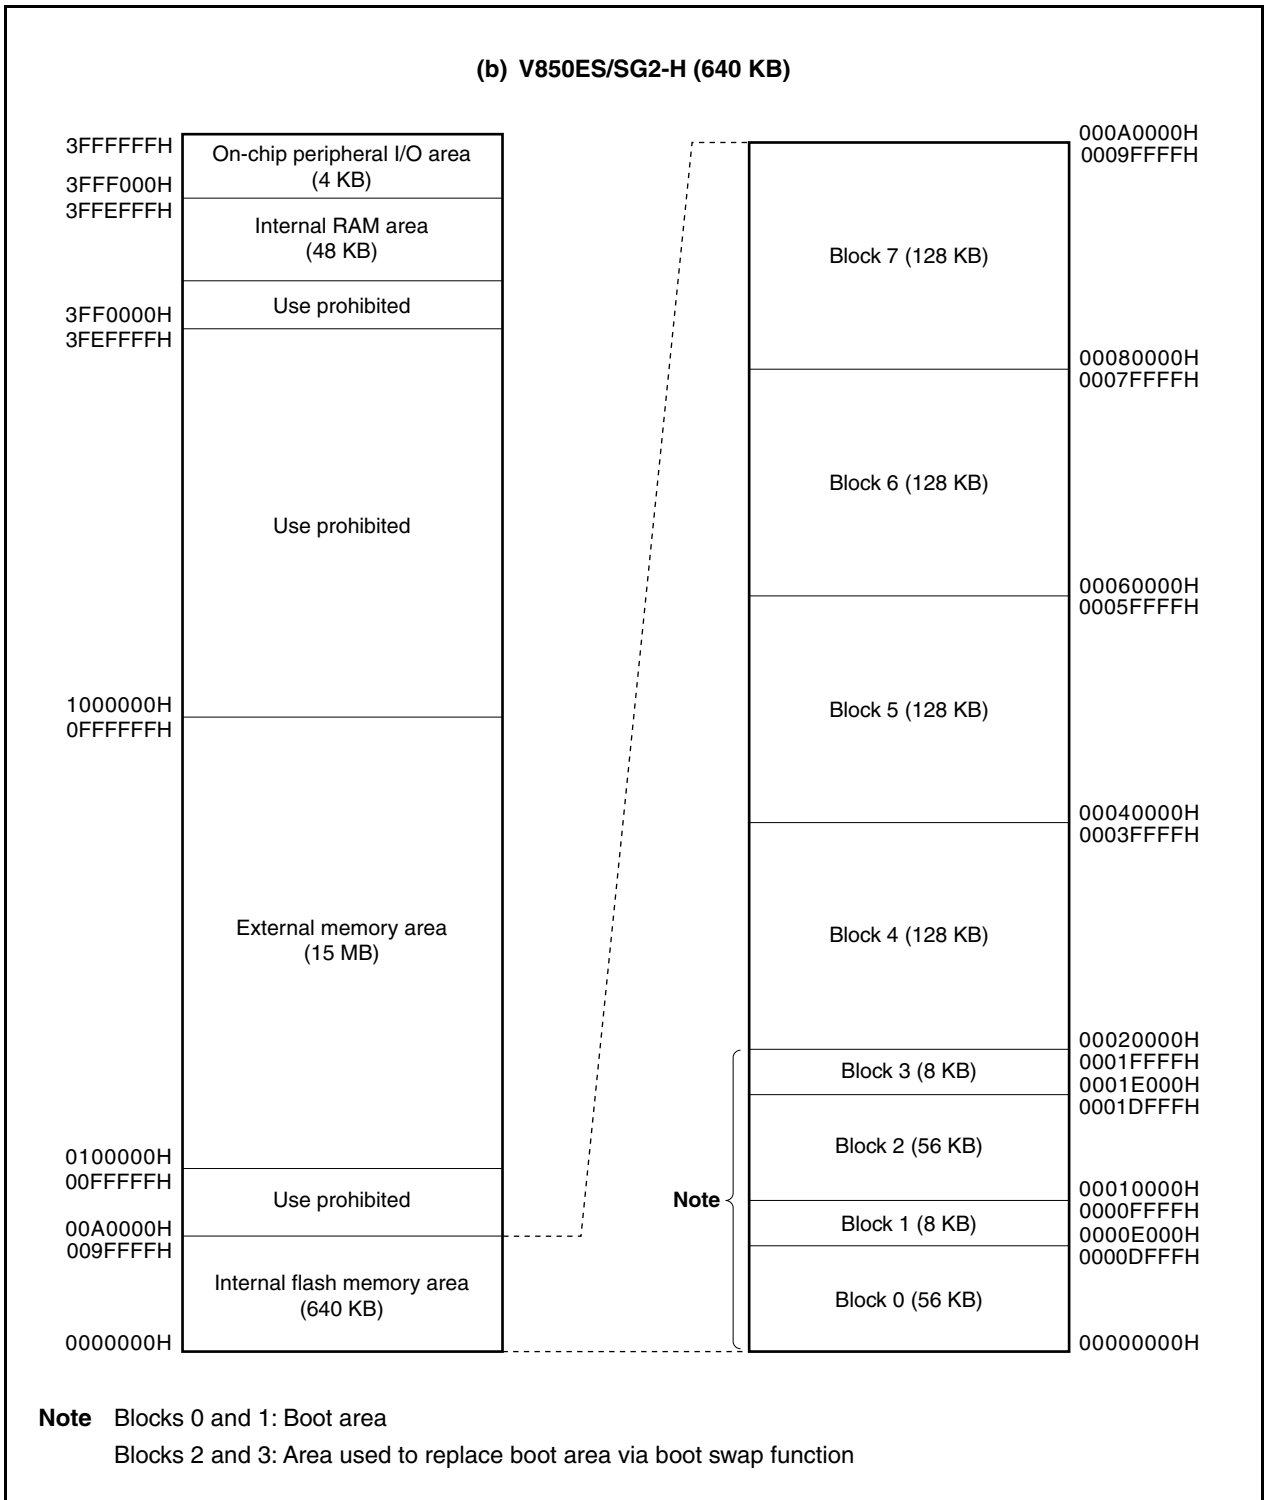 (b) V850ES/SG2-H (640 KB)
3FFFFFFH
On-chip peripheral I/O area
(4 KB)
3FFF000H
3FFEFFFH
Internal RAM area
(48 KB)
Use prohibited
3FF0000H
3FEFFFFH
Use prohibited
1000000H
0FFFFFFH
External memory area
(15 MB)
0100000H
00FFFFFH
Use prohibited
00A0000H
009FFFFH
Internal flash memory area
(640 KB)
0000000H
000A0000H
0009FFFFH
Block 7 (128 KB)
00080000H
0007FFFFH
Block 6 (128 KB)
00060000H
0005FFFFH
Block 5 (128 KB)
00040000H
0003FFFFH
Block 4 (128 KB)
00020000H
0001FFFFH
Block 3 (8 KB)
0001E000H
0001DFFFH
Block 2 (56 KB)
Note
00010000H
0000FFFFH
Block 1 (8 KB)
0000E000H
0000DFFFH
Block 0 (56 KB)
00000000H
Note Blocks 0 and 1: Boot area
Blocks 2 and 3: Area used to replace boot area via boot swap function